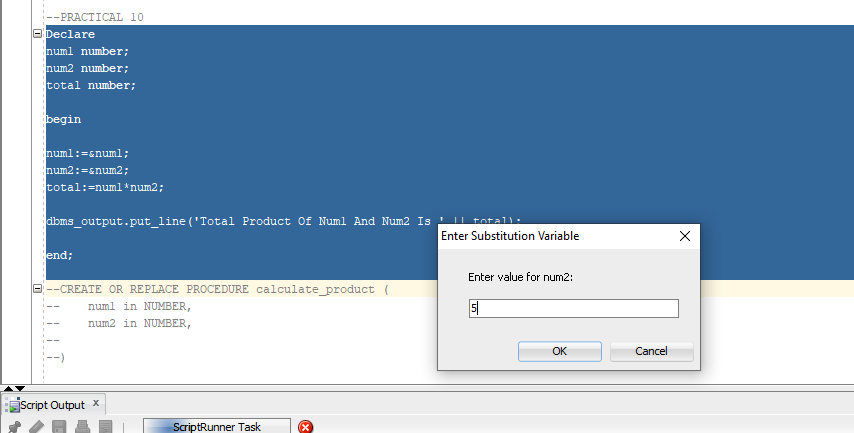 --PRACTICAL 10
Declare
num1 number;
num2 number;
total number;
begin
num1:=&num1;
num2:=&num2;
total:=num1*num2;
dbms_output.put_line('Total Product Of Num1 And Num2 Is ' || total);
end;
--CREATE OR REPLACE PROCEDURE calculate_product (
-- num1 in NUMBER,
-- num2 in NUMBER,
--
--)
Enter Substitution Variable
Enter value for num2:
5
OK Cancel
Script Output x
ScriptRunner Task